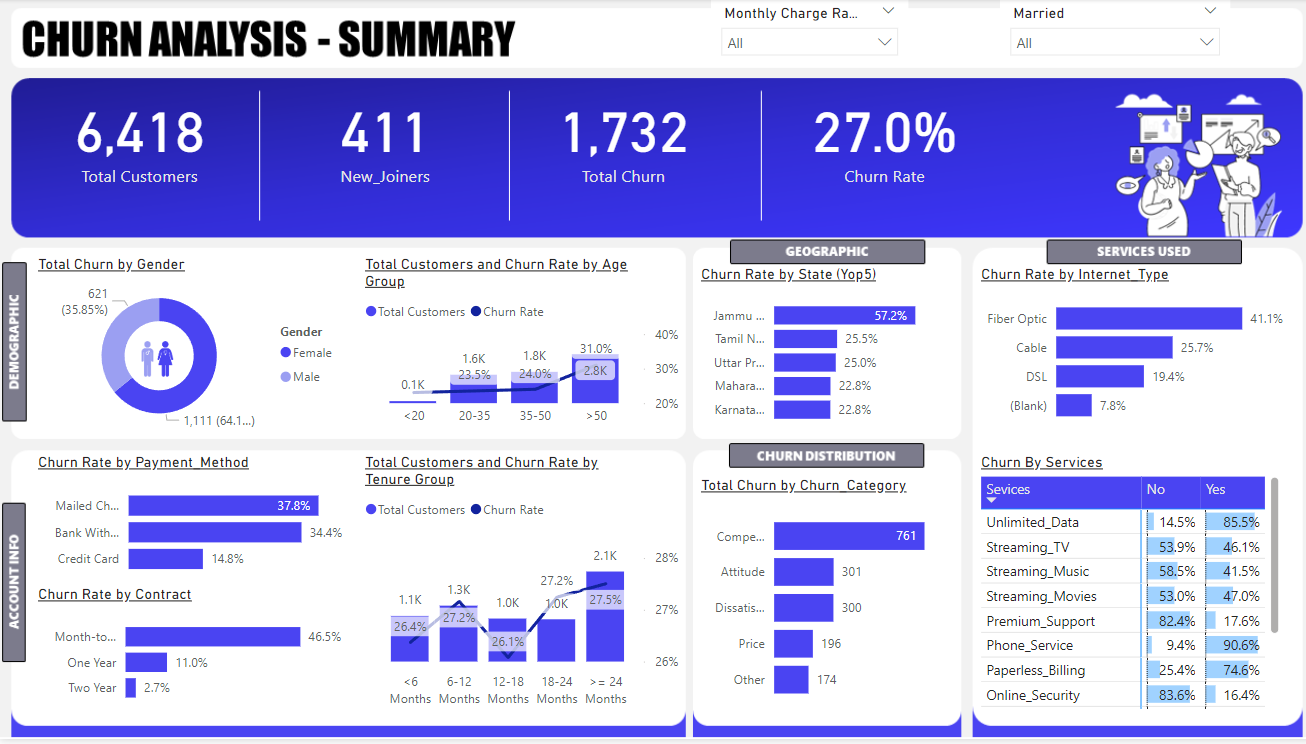 CHURN ANALYSIS - SUMMARY
Monthly Charge Ra...
All
Married
All
6,418
Total Customers
411
New_Joiners
1,732
Total Churn
27.0%
Churn Rate
DEMOGRAPHIC
Total Churn by Gender
621
(35.85%)
1,111 (64.1...)
Gender
Female
Male
Total Customers and Churn Rate by Age
Group
Total Customers Churn Rate
0.1K
1.6K
23.5%
1.8K
24.0%
31.0%
2.8K
40%
30%
20%
<20 20-35 35-50 >50
GEOGRAPHIC
Churn Rate by State (Yop5)
Jammu ... 57.2%
Tamil N... 25.5%
Uttar Pr... 25.0%
Mahara... 22.8%
Karnata... 22.8%
SERVICES USED
Churn Rate by Internet_Type
Fiber Optic 41.1%
Cable 25.7%
DSL 19.4%
(Blank) 7.8%
ACCOUNT INFO
Churn Rate by Payment_Method
Mailed Ch... 37.8%
Bank With... 34.4%
Credit Card 14.8%
Churn Rate by Contract
Month-to... 46.5%
One Year 11.0%
Two Year 2.7%
Total Customers and Churn Rate by
Tenure Group
Total Customers Churn Rate
1.1K
26.4%
1.3K
27.2%
1.0K
26.1%
27.2%
1.0K
2.1K
27.5%
28%
27%
26%
<6 6-12 12-18 18-24 >= 24
Months Months Months Months Months
CHURN DISTRIBUTION
Total Churn by Churn_Category
Compe... 761
Attitude 301
Dissatis... 300
Price 196
Other 174
Churn By Services
Sevices No Yes
Unlimited_Data 14.5% 85.5%
Streaming_TV 53.9% 46.1%
Streaming_Music 58.5% 41.5%
Streaming_Movies 53.0% 47.0%
Premium_Support 82.4% 17.6%
Phone_Service 9.4% 90.6%
Paperless_Billing 25.4% 74.6%
Online_Security 83.6% 16.4%